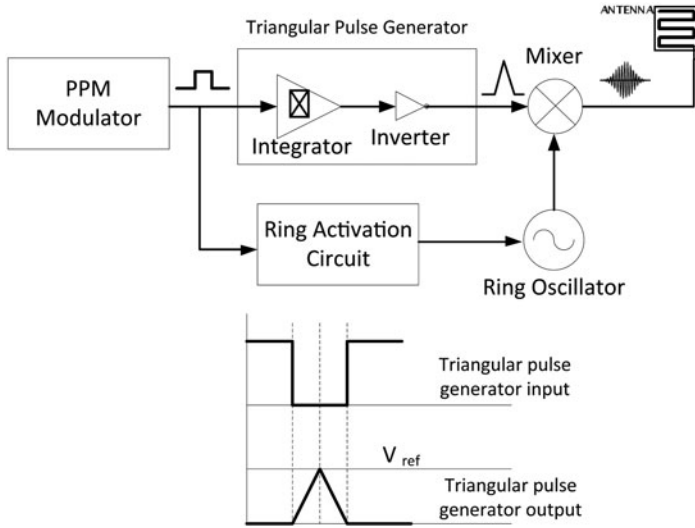 ANTENNA
Triangular Pulse Generator
Mixer
PPM
Modulator
Integrator
Inverter
Ring Activation
Circuit
Ring Oscillator
Triangular pulse
generator input
V ref
Triangular pulse
generator output